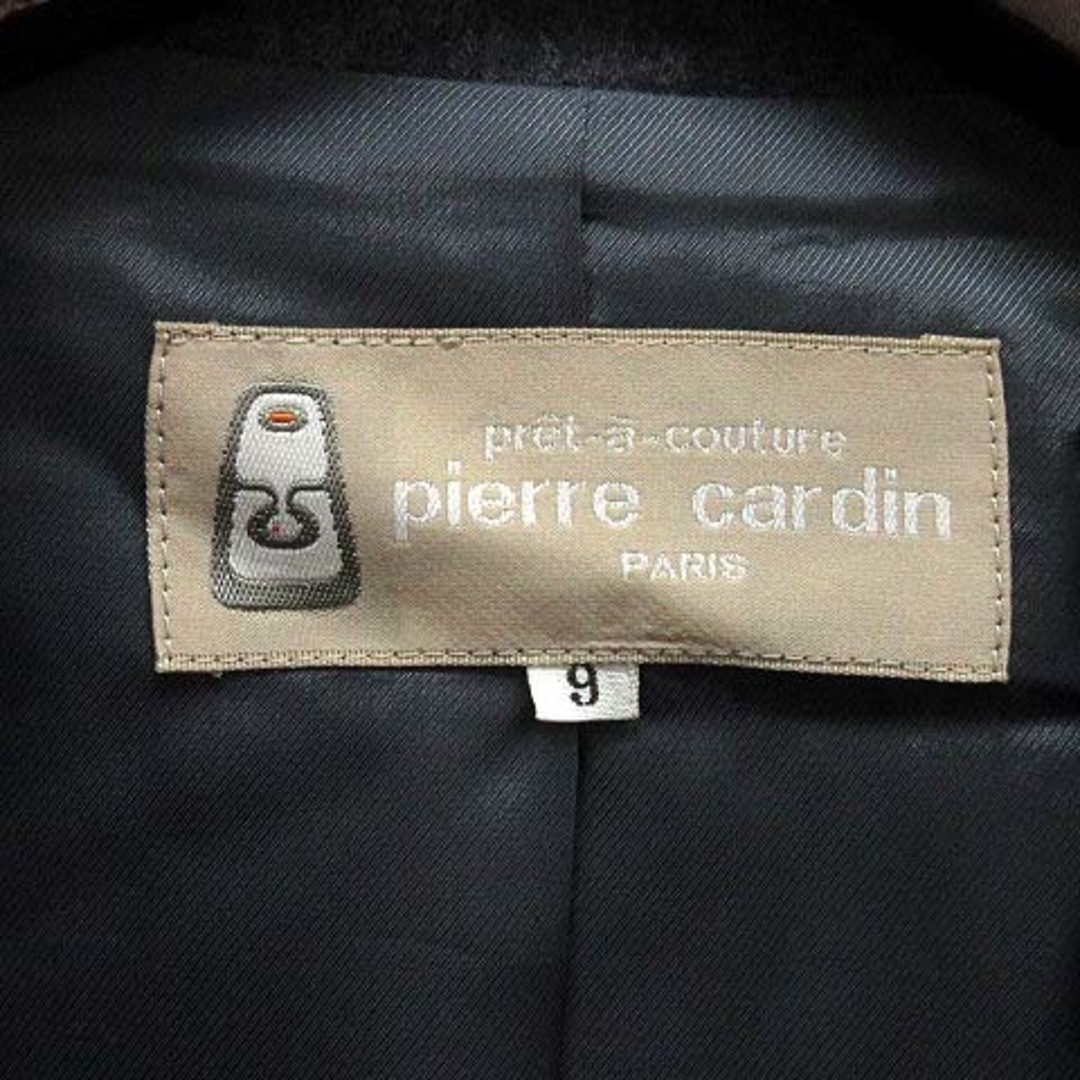 prêt-à-couture
pierre cardin
PARIS
9